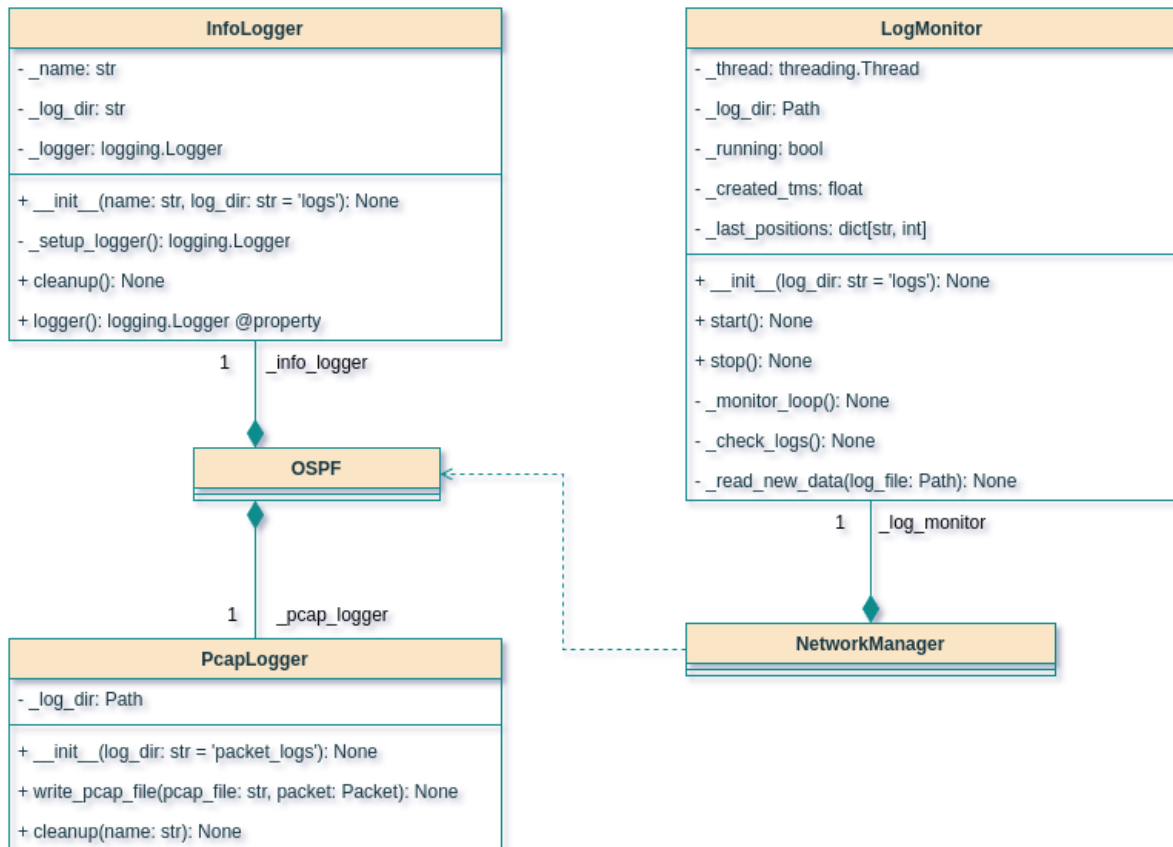 InfoLogger
- _name: str
- _log_dir: str
- _logger: logging.Logger
+ __init__(name: str, log_dir: str = 'logs'): None
- _setup_logger(): logging.Logger
+ cleanup(): None
+ logger(): logging.Logger @property
1 _info_logger
OSPF
1 _pcap_logger
PcapLogger
- _log_dir: Path
+ __init__(log_dir: str = 'packet_logs'): None
+ write_pcap_file(pcap_file: str, packet: Packet): None
+ cleanup(name: str): None
LogMonitor
- _thread: threading.Thread
- _log_dir: Path
- _running: bool
- _created_tms: float
- _last_positions: dict[str, int]
+ __init__(log_dir: str = 'logs'): None
+ start(): None
+ stop(): None
- _monitor_loop(): None
- _check_logs(): None
- _read_new_data(log_file: Path): None
1 _log_monitor
NetworkManager